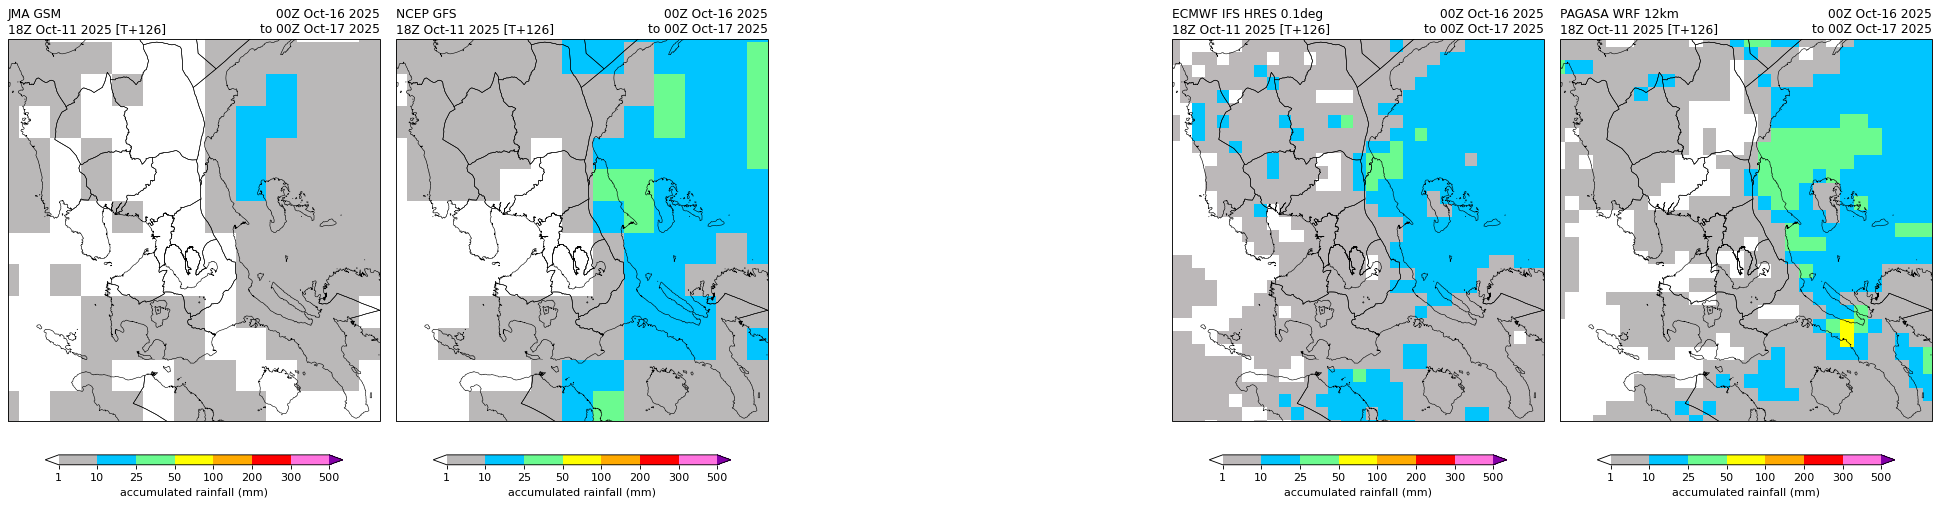 JMA GSM 00Z Oct-16 2025
18Z Oct-11 2025 [T+126] to 00Z Oct-17 2025
1 10 25 50 100 200 300 500
accumulated rainfall (mm)
NCEP GFS 00Z Oct-16 2025
18Z Oct-11 2025 [T+126] to 00Z Oct-17 2025
1 10 25 50 100 200 300 500
accumulated rainfall (mm)
ECMWF IFS HRES 0.1deg 00Z Oct-16 2025
18Z Oct-11 2025 [T+126] to 00Z Oct-17 2025
1 10 25 50 100 200 300 500
accumulated rainfall (mm)
PAGASA WRF 12km 00Z Oct-16 2025
18Z Oct-11 2025 [T+126] to 00Z Oct-17 2025
1 10 25 50 100 200 300 500
accumulated rainfall (mm)